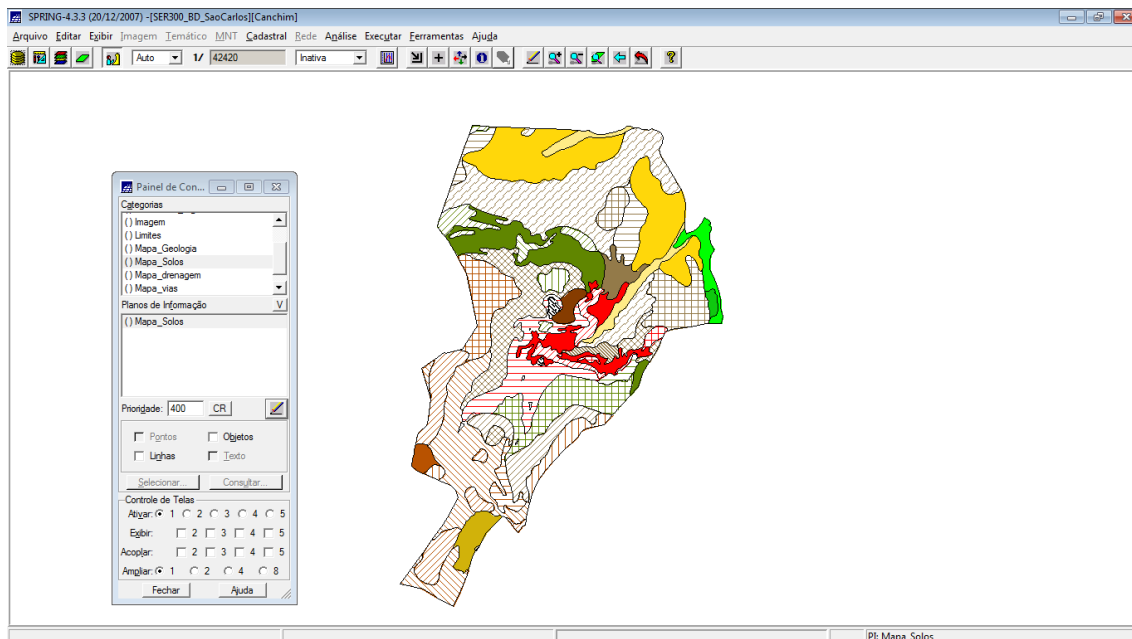 SPRING-4.3.3 (20/12/2007) -[SER300_BD_SaoCarlos][Canchim]
Arquivo Editar Exibir Imagem Temático MNT Cadastral Rede Análise Executar Ferramentas Ajuda
Auto 1/ 42420 Inativa
Painel de Con...
Categorias
( ) Imagem
( ) Limites
( ) Mapa_Geologia
( ) Mapa_Solos
( ) Mapa_drenagem
( ) Mapa_vias
Planos de Informação V
( ) Mapa_Solos
Prioridade: 400 CR
Pontos Objetos
Linhas Texto
Selecionar... Consultar...
Controle de Telas
Ativar: 1 2 3 4 5
Exibir: 2 3 4 5
Acoplar: 2 3 4 5
Ampliar: 1 2 4 8
Fechar Ajuda
PI: Mapa_Solos